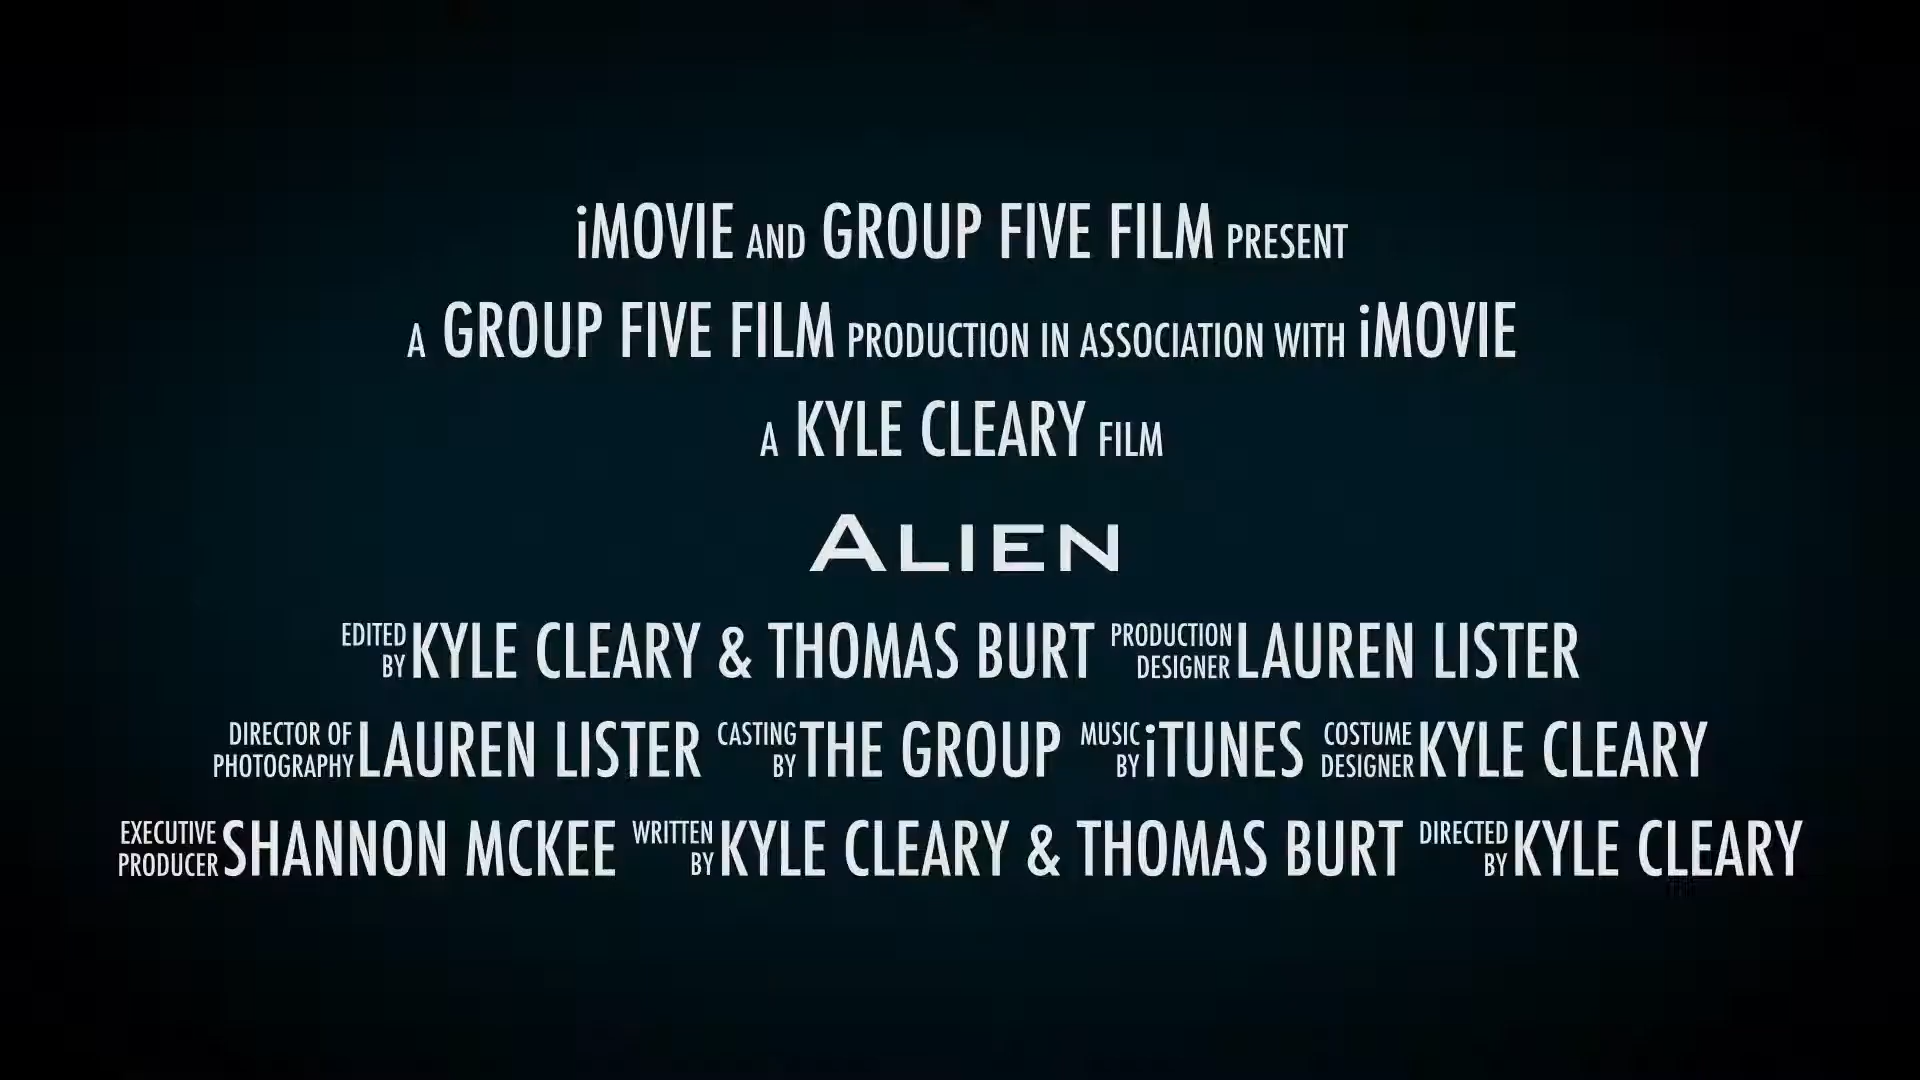 iMOVIE AND GROUP FIVE FILM PRESENT
A GROUP FIVE FILM PRODUCTION IN ASSOCIATION WITH iMOVIE
A KYLE CLEARY FILM
ALIEN
EDITED BY KYLE CLEARY & THOMAS BURT PRODUCTION DESIGNER LAUREN LISTER
DIRECTOR OF PHOTOGRAPHY LAUREN LISTER CASTING BY THE GROUP MUSIC BY iTUNES COSTUME DESIGNER KYLE CLEARY
EXECUTIVE PRODUCER SHANNON MCKEE WRITTEN BY KYLE CLEARY & THOMAS BURT DIRECTED BY KYLE CLEARY